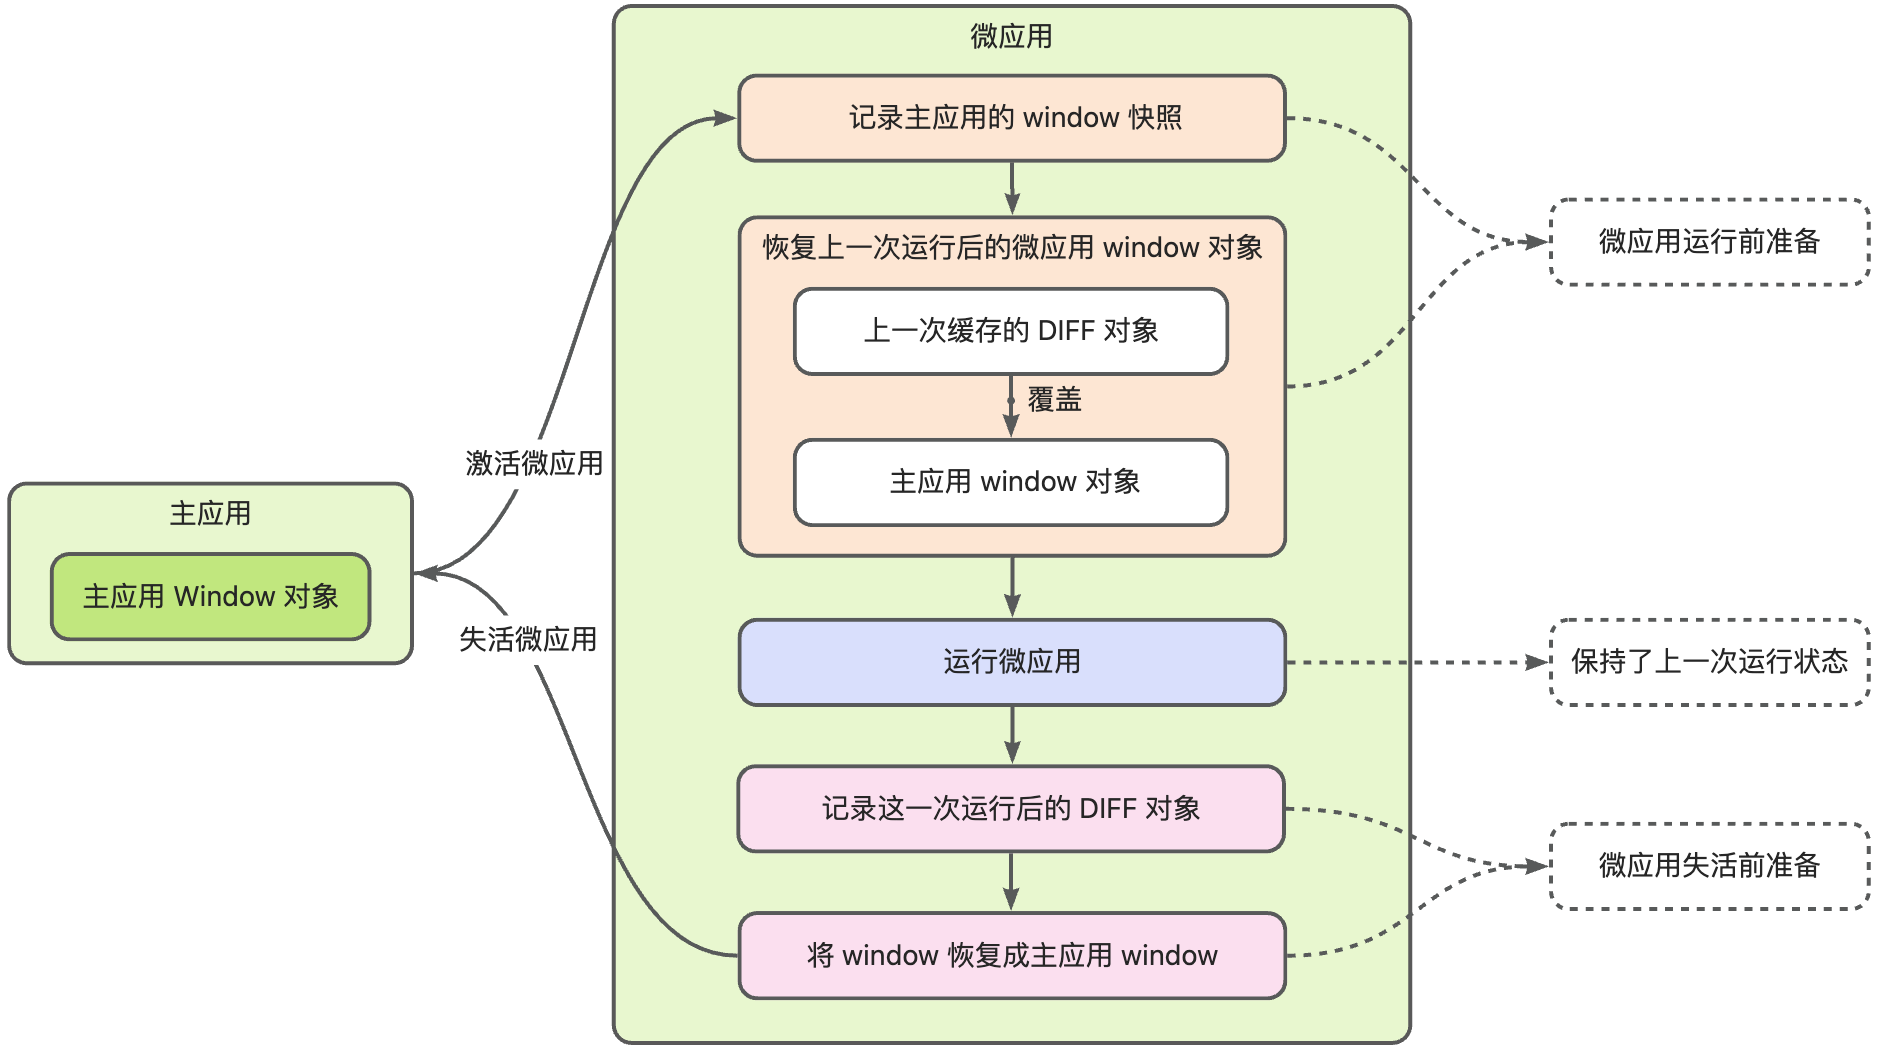 微应用
记录主应用的 window 快照
恢复上一次运行后的微应用 window 对象
上一次缓存的 DIFF 对象
覆盖
主应用 window 对象
运行微应用
记录这一次运行后的 DIFF 对象
将 window 恢复成主应用 window
激活微应用
主应用
主应用 Window 对象
失活微应用
微应用运行前准备
保持了上一次运行状态
微应用失活前准备